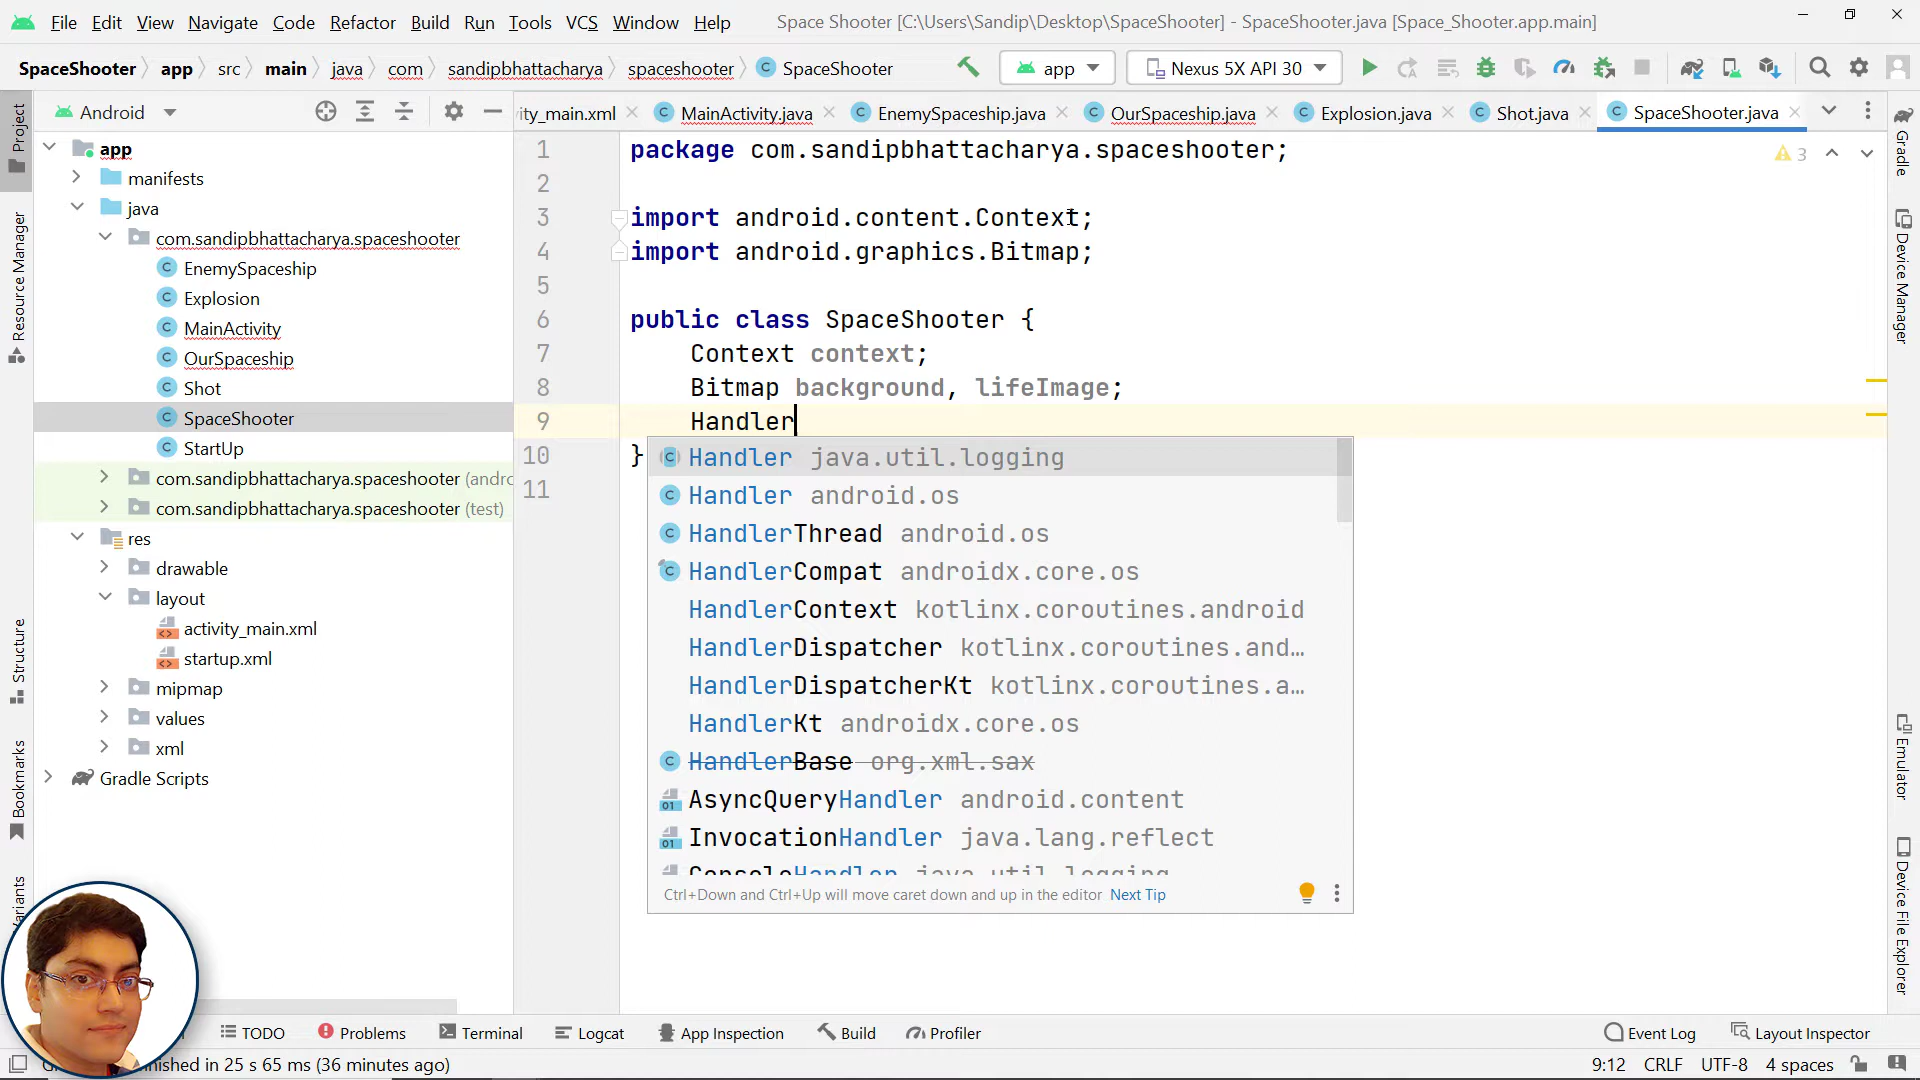 File Edit View Navigate Code Refactor Build Run Tools VCS Window Help Space Shooter [C:\Users\Sandip\Desktop\SpaceShooter] - SpaceShooter.java [Space_Shooter.app.main]
SpaceShooter app src main java com sandipbhattacharya spaceshooter SpaceShooter app Nexus 5X API 30
Android
ity_main.xml MainActivity.java EnemySpaceship.java OurSpaceship.java Explosion.java Shot.java SpaceShooter.java
Project
Resource Manager
Structure
Bookmarks
app
manifests
java
com.sandipbhattacharya.spaceshooter
EnemySpaceship
Explosion
MainActivity
OurSpaceship
Shot
SpaceShooter
StartUp
com.sandipbhattacharya.spaceshooter (andro
com.sandipbhattacharya.spaceshooter (test)
res
drawable
layout
activity_main.xml
startup.xml
mipmap
values
xml
Gradle Scripts
1 package com.sandipbhattacharya.spaceshooter;
2
3 import android.content.Context;
4 import android.graphics.Bitmap;
5
6 public class SpaceShooter {
7 Context context;
8 Bitmap background, lifeImage;
9 Handler
10 }
11
3
Handler java.util.logging
Handler android.os
HandlerThread android.os
HandlerCompat androidx.core.os
HandlerContext kotlinx.coroutines.android
HandlerDispatcher kotlinx.coroutines.and…
HandlerDispatcherKt kotlinx.coroutines.a…
HandlerKt androidx.core.os
HandlerBase org.xml.sax
AsyncQueryHandler android.content
InvocationHandler java.lang.reflect
ConsoleHandler java.util.logging
Ctrl+Down and Ctrl+Up will move caret down and up in the editor Next Tip
Gradle
Device Manager
Emulator
Device File Explorer
TODO Problems Terminal Logcat App Inspection Build Profiler Event Log Layout Inspector
in 25 s 65 ms (36 minutes ago) 9:12 CRLF UTF-8 4 spaces